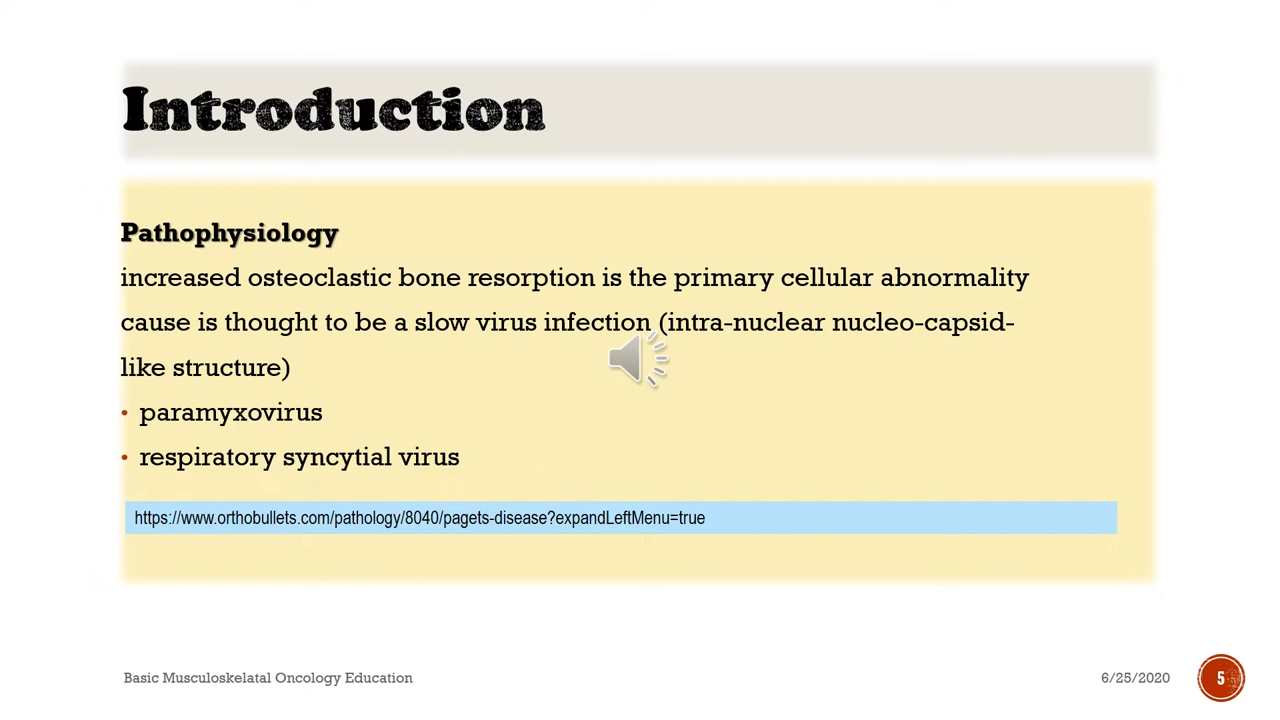 Introduction
Pathophysiology
increased osteoclastic bone resorption is the primary cellular abnormality
cause is thought to be a slow virus infection (intra-nuclear nucleo-capsid-
like structure)
• paramyxovirus
• respiratory syncytial virus
https://www.orthobullets.com/pathology/8040/pagets-disease?expandLeftMenu=true
Basic Musculoskelatal Oncology Education
6/25/2020
5